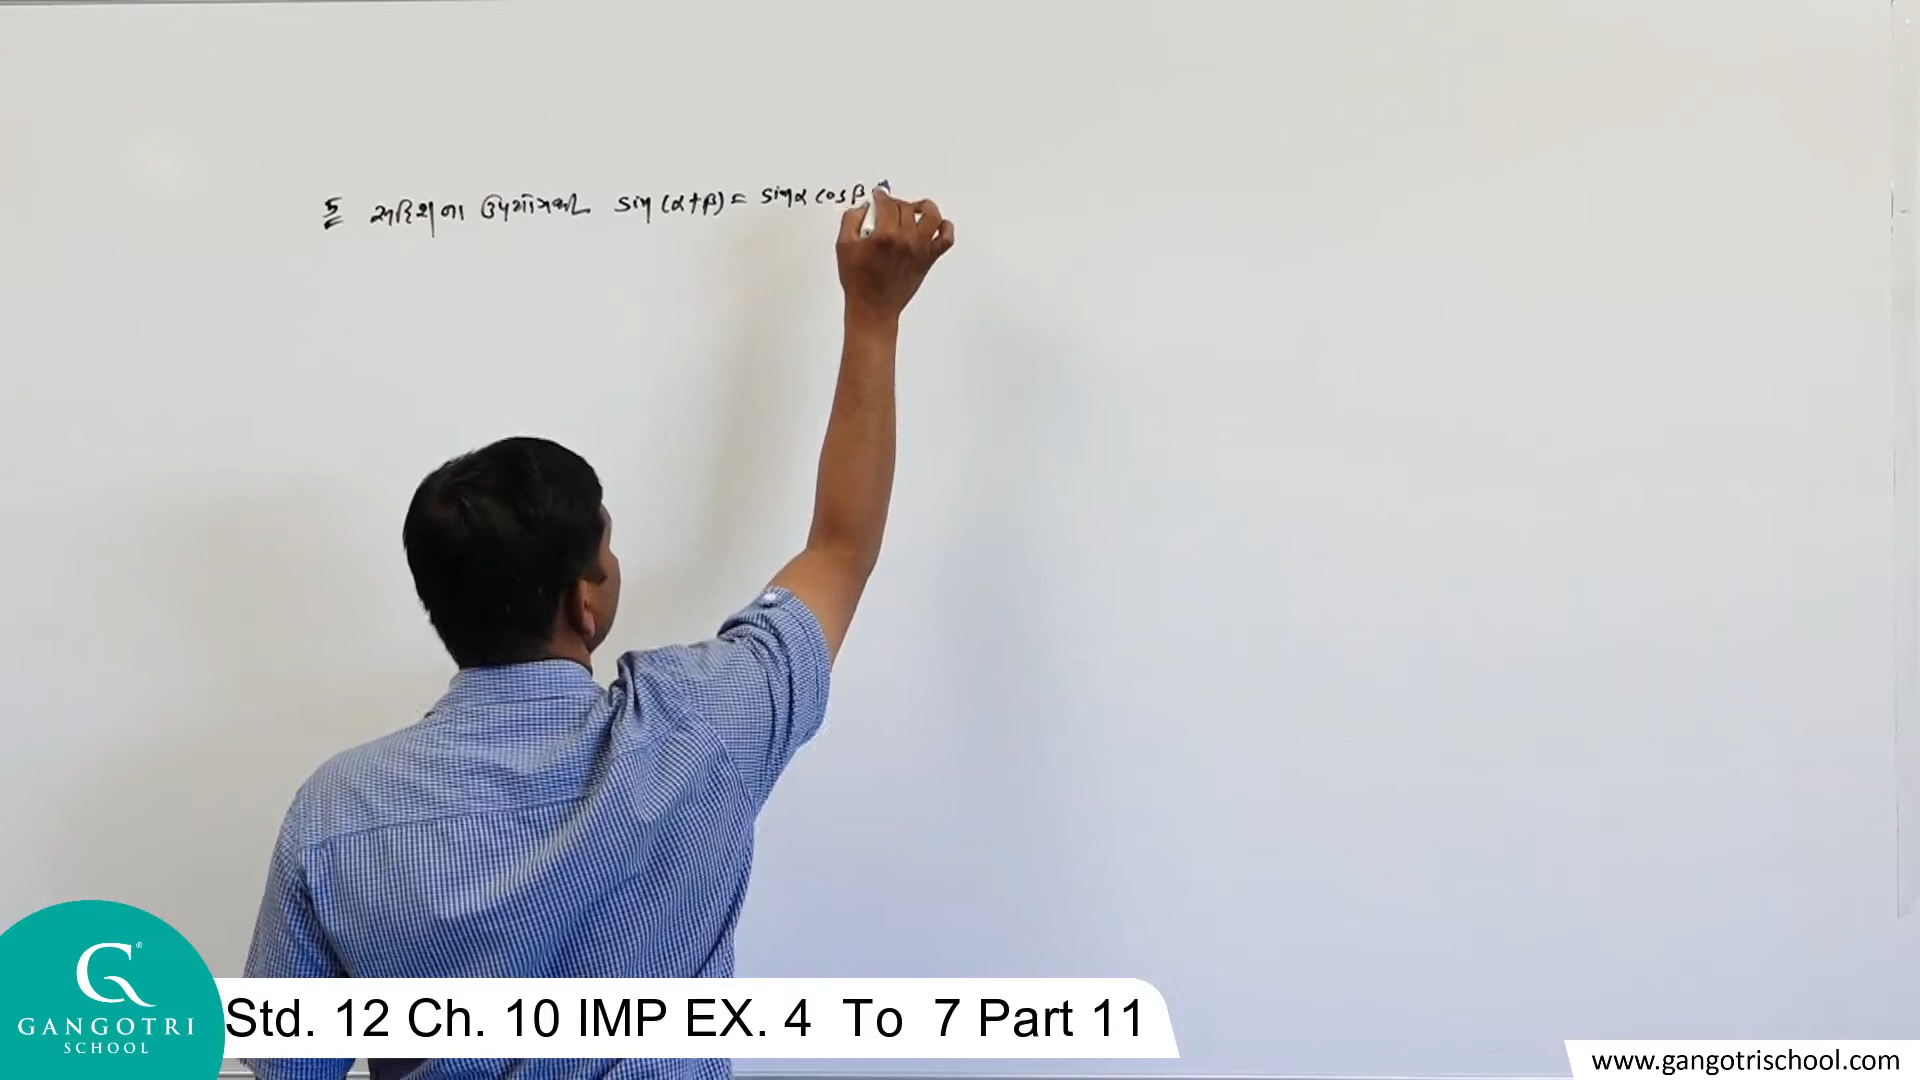 5 સદિશના ઉપયોગથી sin (α+β) = sinα cosβ
GANGOTRI
SCHOOL
Std. 12 Ch. 10 IMP EX. 4 To 7 Part 11
www.gangotrischool.com